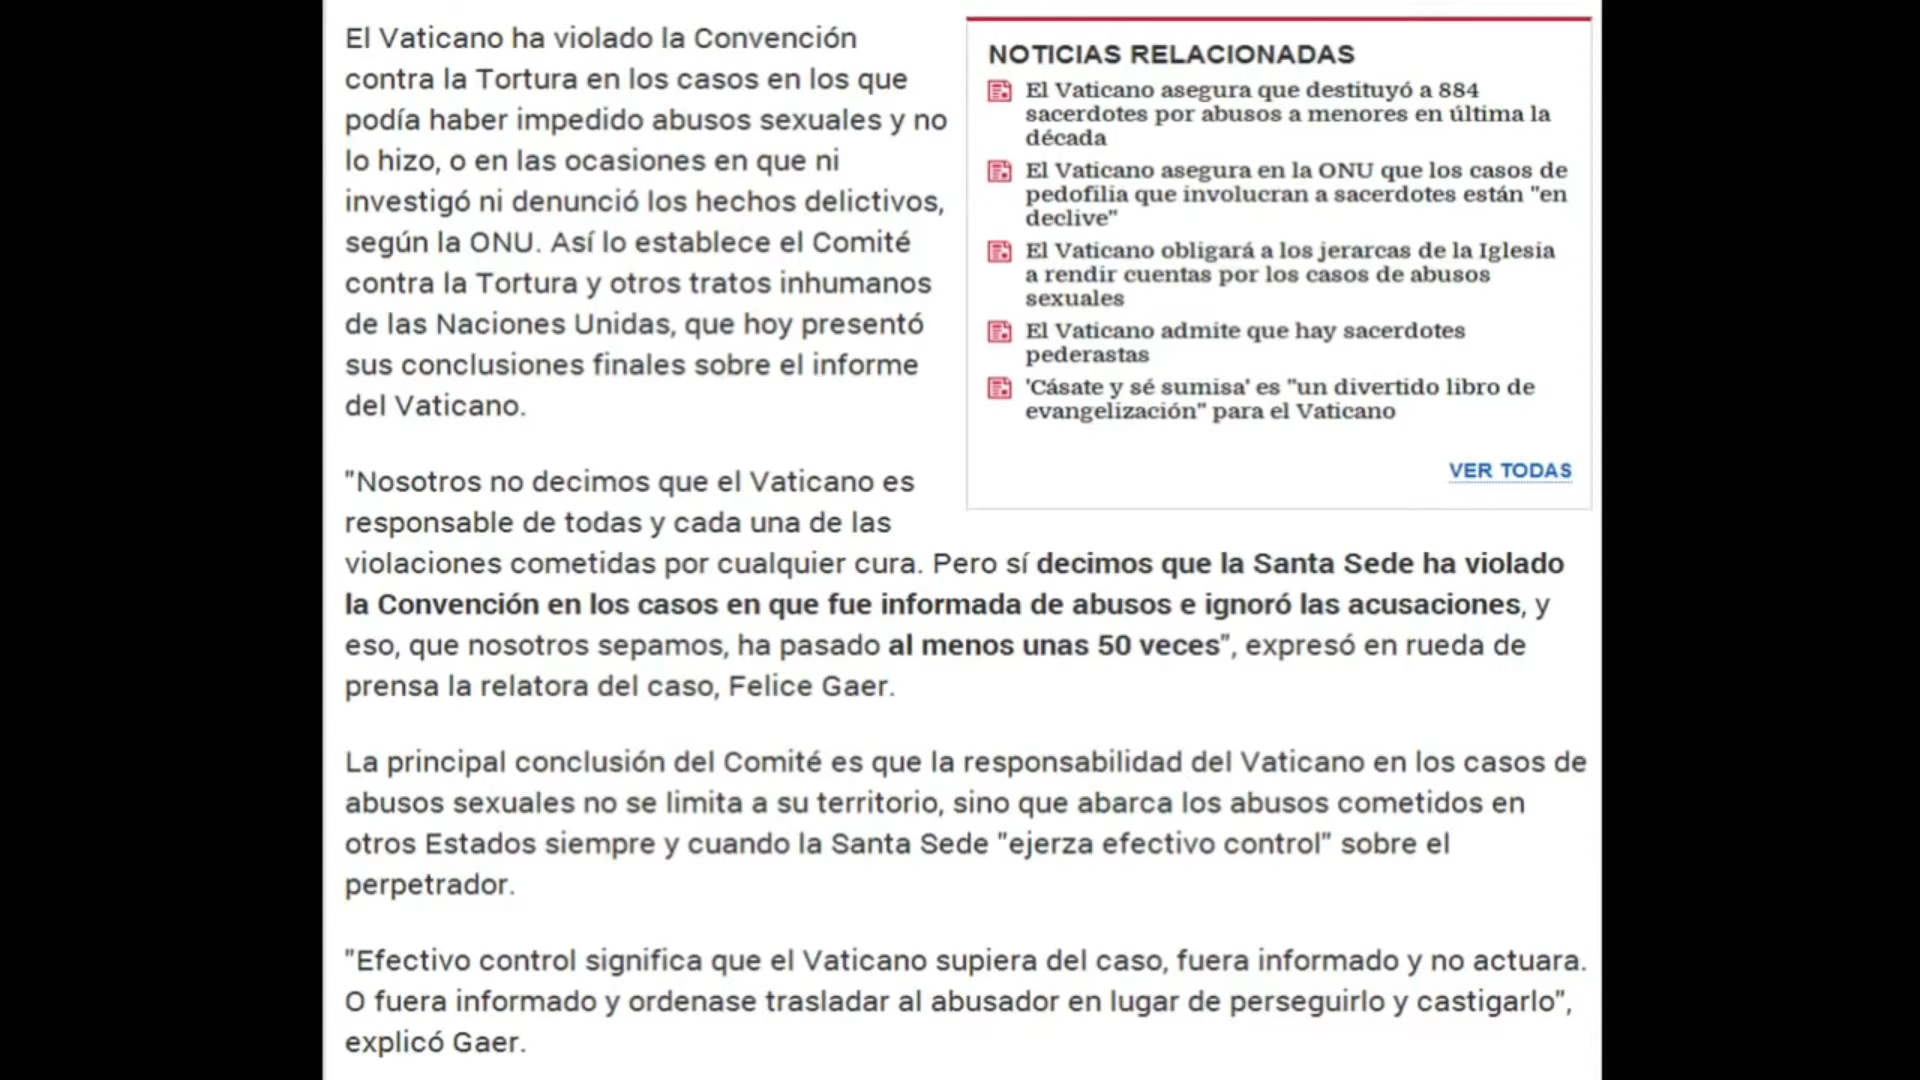 El Vaticano ha violado la Convención
contra la Tortura en los casos en los que
podía haber impedido abusos sexuales y no
lo hizo, o en las ocasiones en que ni
investigó ni denunció los hechos delictivos,
según la ONU. Así lo establece el Comité
contra la Tortura y otros tratos inhumanos
de las Naciones Unidas, que hoy presentó
sus conclusiones finales sobre el informe
del Vaticano.
"Nosotros no decimos que el Vaticano es
responsable de todas y cada una de las
violaciones cometidas por cualquier cura. Pero sí decimos que la Santa Sede ha violado
la Convención en los casos en que fue informada de abusos e ignoró las acusaciones, y
eso, que nosotros sepamos, ha pasado al menos unas 50 veces", expresó en rueda de
prensa la relatora del caso, Felice Gaer.
La principal conclusión del Comité es que la responsabilidad del Vaticano en los casos de
abusos sexuales no se limita a su territorio, sino que abarca los abusos cometidos en
otros Estados siempre y cuando la Santa Sede "ejerza efectivo control" sobre el
perpetrador.
"Efectivo control significa que el Vaticano supiera del caso, fuera informado y no actuara.
O fuera informado y ordenase trasladar al abusador en lugar de perseguirlo y castigarlo",
explicó Gaer.
NOTICIAS RELACIONADAS
El Vaticano asegura que destituyó a 884
sacerdotes por abusos a menores en última la
década
El Vaticano asegura en la ONU que los casos de
pedofilia que involucran a sacerdotes están "en
declive"
El Vaticano obligará a los jerarcas de la Iglesia
a rendir cuentas por los casos de abusos
sexuales
El Vaticano admite que hay sacerdotes
pederastas
'Cásate y sé sumisa' es "un divertido libro de
evangelización" para el Vaticano
VER TODAS